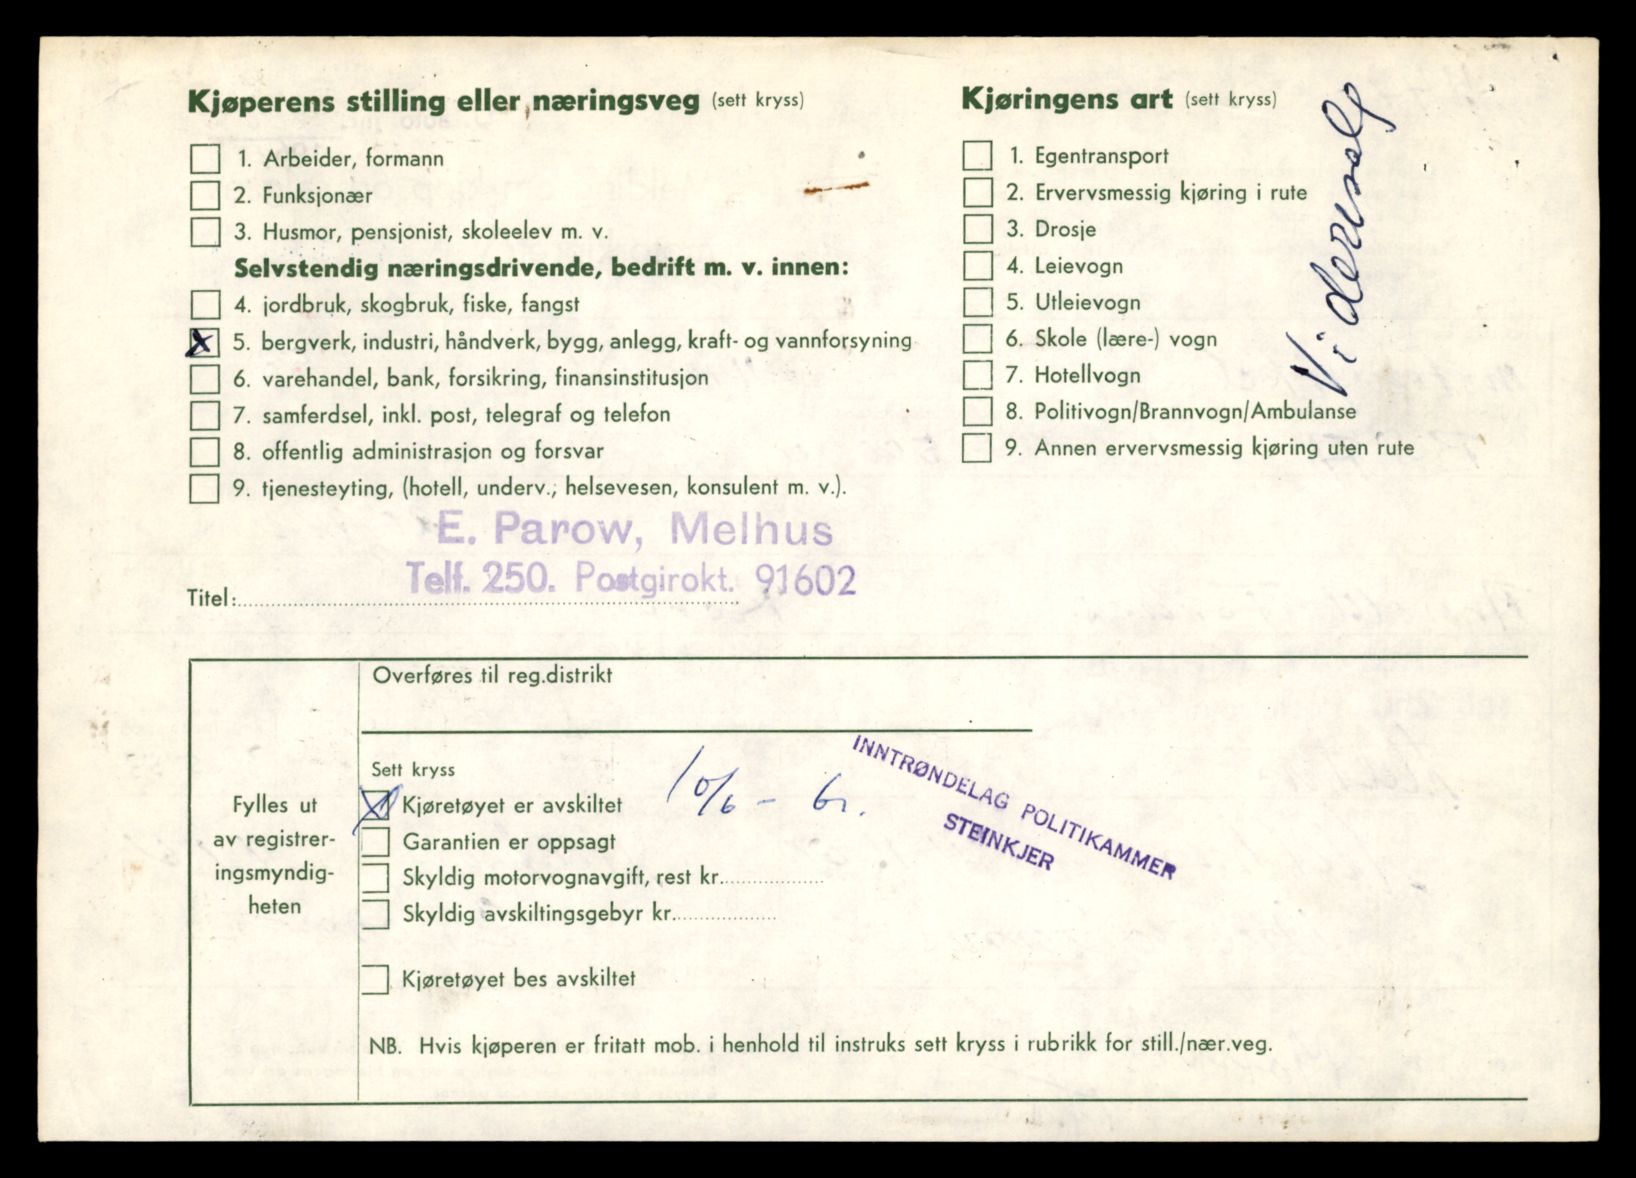 Kjøperens stilling eller næringsveg (sett kryss)
1. Arbeider, formann
2. Funksjonær
3. Husmor, pensjonist, skoleelev m. v.
Selvstendig næringsdrivende, bedrift m. v. innen:
4. jordbruk, skogbruk, fiske, fangst
X 5. bergverk, industri, håndverk, bygg, anlegg, kraft- og vannforsyning
6. varehandel, bank, forsikring, finansinstitusjon
7. samferdsel, inkl. post, telegraf og telefon
8. offentlig administrasjon og forsvar
9. tjenesteyting, (hotell, underv., helsevesen, konsulent m. v.).
Kjøringens art (sett kryss)
1. Egentransport
2. Ervervsmessig kjøring i rute
3. Drosje
4. Leievogn
5. Utleievogn
6. Skole (lære-) vogn
7. Hotellvogn
8. Politivogn/Brannvogn/Ambulanse
9. Annen ervervsmessig kjøring uten rute
Videresolgt
E. Parow, Melhus
Telf. 250. Postgirokt. 91602
Titel:
Overføres til reg.distrikt
Fylles ut
av registrer-
ingsmyndig-
heten
Sett kryss
X Kjøretøyet er avskiltet 10/6 -
Garantien er oppsagt
Skyldig motorvognavgift, rest kr.
Skyldig avskiltingsgebyr kr.
Kjøretøyet bes avskiltet
INNTRØNDELAG POLITIKAMMER
STEINKJER
NB. Hvis kjøperen er fritatt mob. i henhold til instruks sett kryss i rubrikk for still./nær.veg.